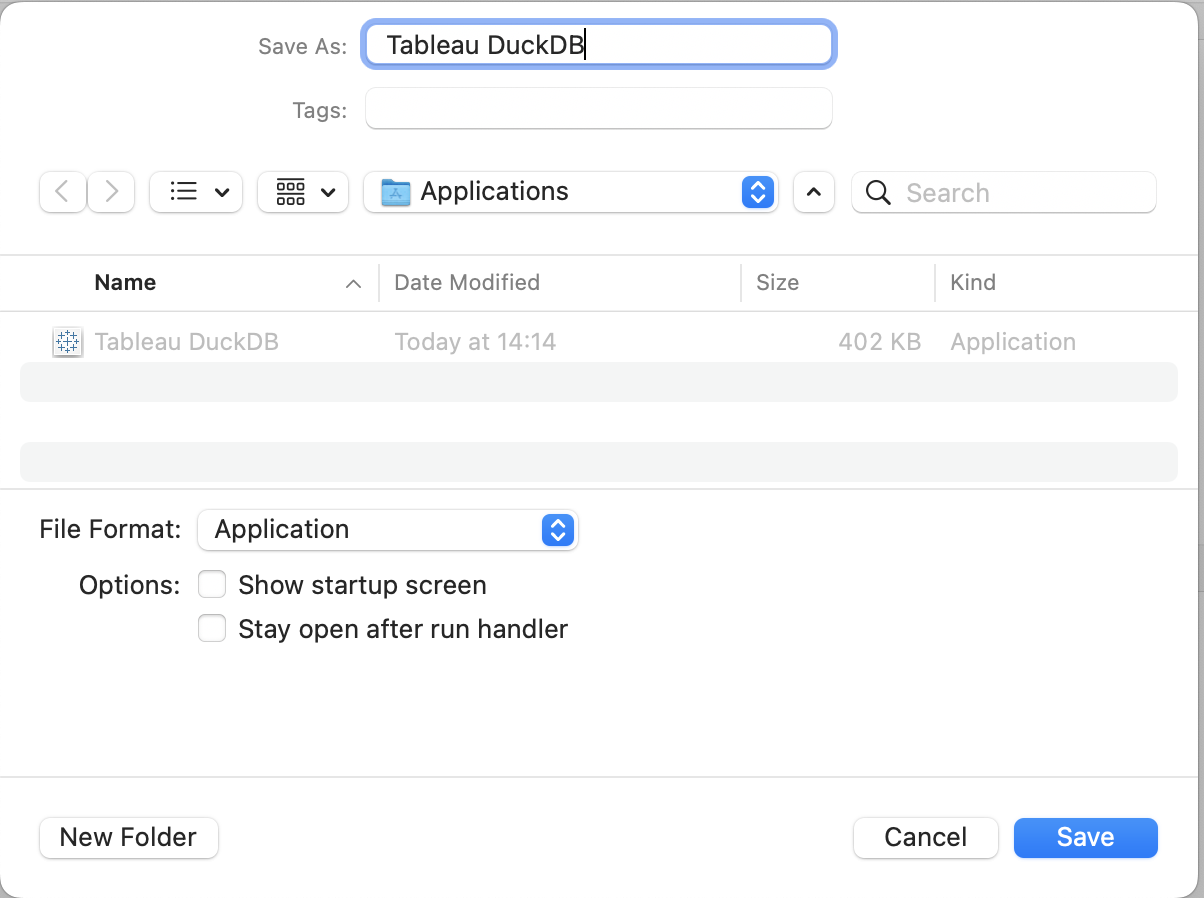 Save As: Tableau DuckDB
Tags:
Applications
Search
Name Date Modified Size Kind
Tableau DuckDB Today at 14:14 402 KB Application
File Format: Application
Options: Show startup screen
Stay open after run handler
New Folder Cancel Save